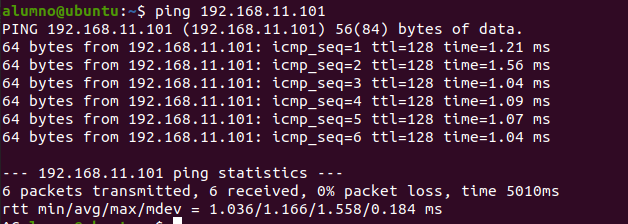 alumno@ubuntu:~$ ping 192.168.11.101
PING 192.168.11.101 (192.168.11.101) 56(84) bytes of data.
64 bytes from 192.168.11.101: icmp_seq=1 ttl=128 time=1.21 ms
64 bytes from 192.168.11.101: icmp_seq=2 ttl=128 time=1.56 ms
64 bytes from 192.168.11.101: icmp_seq=3 ttl=128 time=1.04 ms
64 bytes from 192.168.11.101: icmp_seq=4 ttl=128 time=1.09 ms
64 bytes from 192.168.11.101: icmp_seq=5 ttl=128 time=1.07 ms
64 bytes from 192.168.11.101: icmp_seq=6 ttl=128 time=1.04 ms
--- 192.168.11.101 ping statistics ---
6 packets transmitted, 6 received, 0% packet loss, time 5010ms
rtt min/avg/max/mdev = 1.036/1.166/1.558/0.184 ms